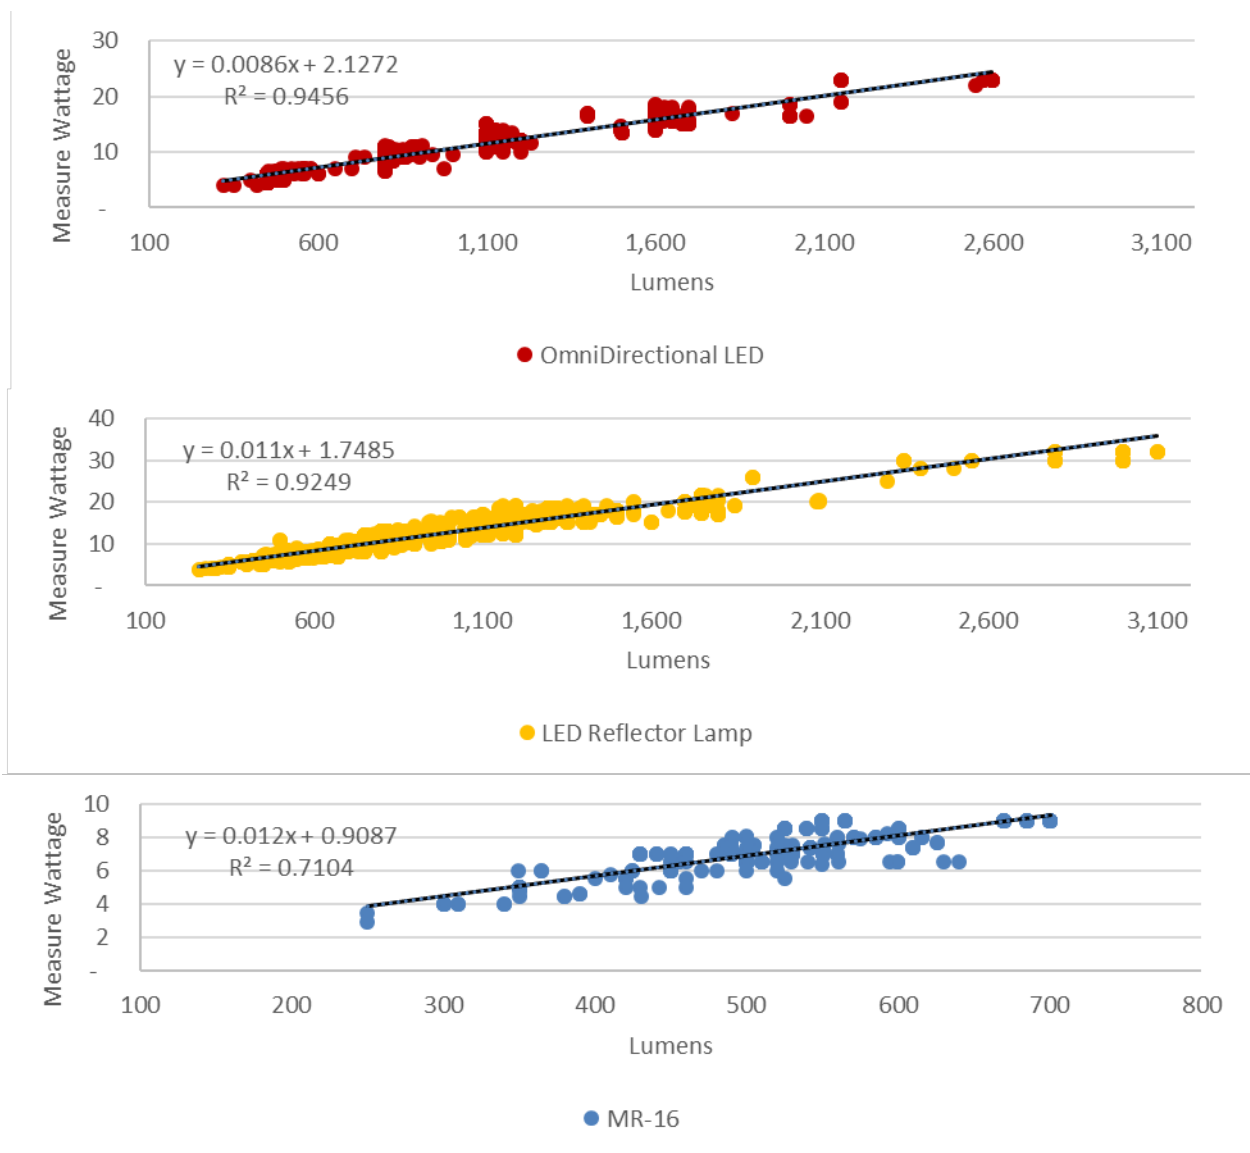 30
20
10
-
Measure Wattage
y = 0.0086x + 2.1272
R² = 0.9456
100 600 1,100 1,600 2,100 2,600 3,100
Lumens
OmniDirectional LED
40
30
20
10
-
Measure Wattage
y = 0.011x + 1.7485
R² = 0.9249
100 600 1,100 1,600 2,100 2,600 3,100
Lumens
LED Reflector Lamp
10
8
6
4
2
-
Measure Wattage
y = 0.012x + 0.9087
R² = 0.7104
100 200 300 400 500 600 700 800
Lumens
MR-16